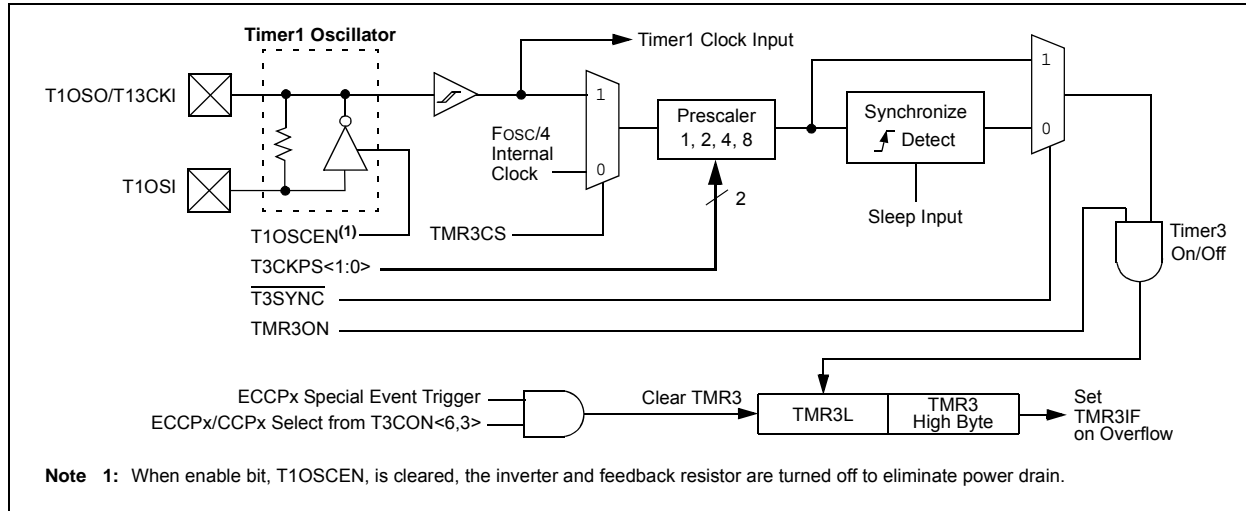 Timer1 Oscillator
Timer1 Clock Input
T1OSO/T13CKI
1
Prescaler
1, 2, 4, 8
Synchronize
Detect
1
0
FOSC/4
Internal
Clock
0
T1OSI
2
Sleep Input
T1OSCEN(1)
TMR3CS
Timer3
On/Off
T3CKPS<1:0>
T3SYNC
TMR3ON
ECCPx Special Event Trigger
ECCPx/CCPx Select from T3CON<6,3>
Clear TMR3
TMR3L
TMR3
High Byte
Set
TMR3IF
on Overflow
Note 1: When enable bit, T1OSCEN, is cleared, the inverter and feedback resistor are turned off to eliminate power drain.